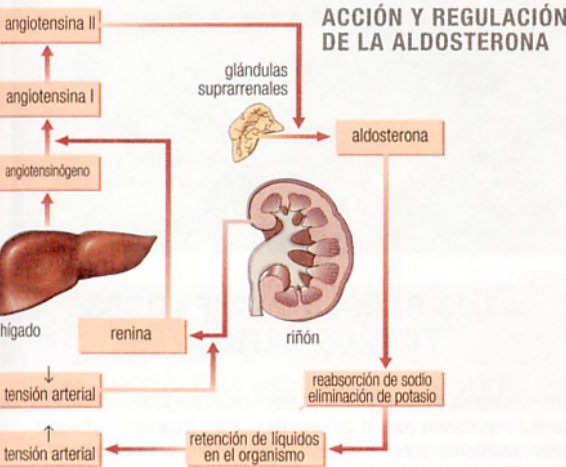 ACCIÓN Y REGULACIÓN
DE LA ALDOSTERONA
angiotensina II
glándulas
suprarrenales
angiotensina I
aldosterona
angiotensinógeno
hígado
renina
riñón
↓
tensión arterial
reabsorción de sodio
eliminación de potasio
↑
tensión arterial
retención de líquidos
en el organismo